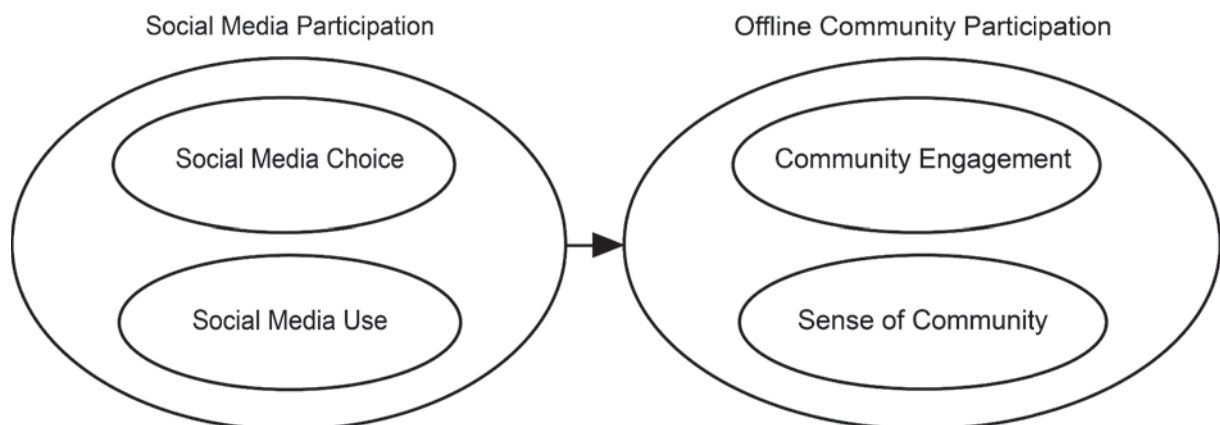 Social Media Participation
Offline Community Participation
Social Media Choice
Community Engagement
Social Media Use
Sense of Community